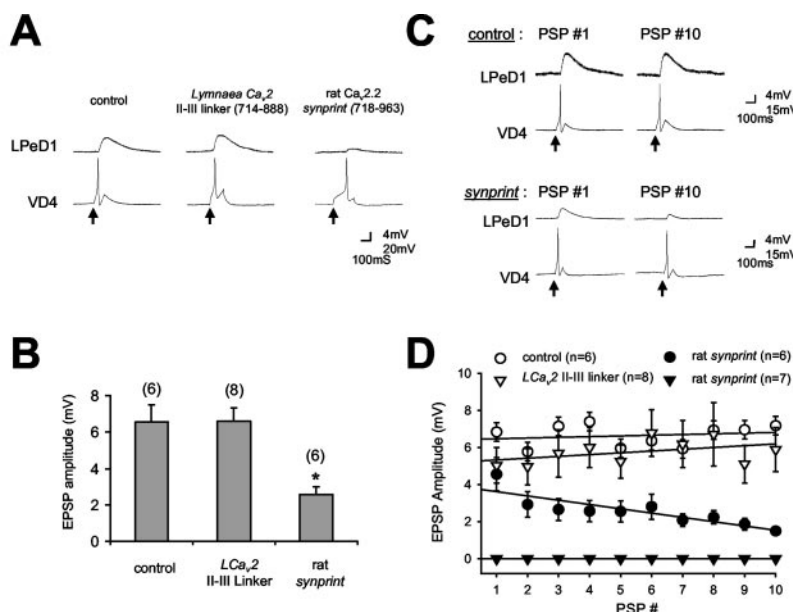 A
control
Lymnaea Cav2
II-III linker (714-888)
rat Cav2.2
synprint (718-963)
LPeD1
VD4
4mV
20mV
100mS
B
EPSP amplitude (mV)
8
6
4
2
0
(6)
(8)
(6)
*
control
LCav2
II-III Linker
rat
synprint
C
control : PSP #1 PSP #10
LPeD1
VD4
4mV
15mV
100ms
synprint: PSP #1 PSP #10
LPeD1
VD4
4mV
15mV
100ms
D
control (n=6)
LCav2 II-III linker (n=8)
rat synprint (n=6)
rat synprint (n=7)
EPSP Amplitude (mV)
10
8
6
4
2
0
1 2 3 4 5 6 7 8 9 10
PSP #